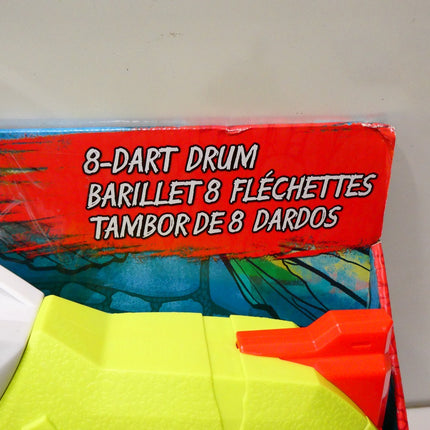 8-DART DRUM
BARILLET 8 FLÉCHETTES
TAMBOR DE 8 DARDOS